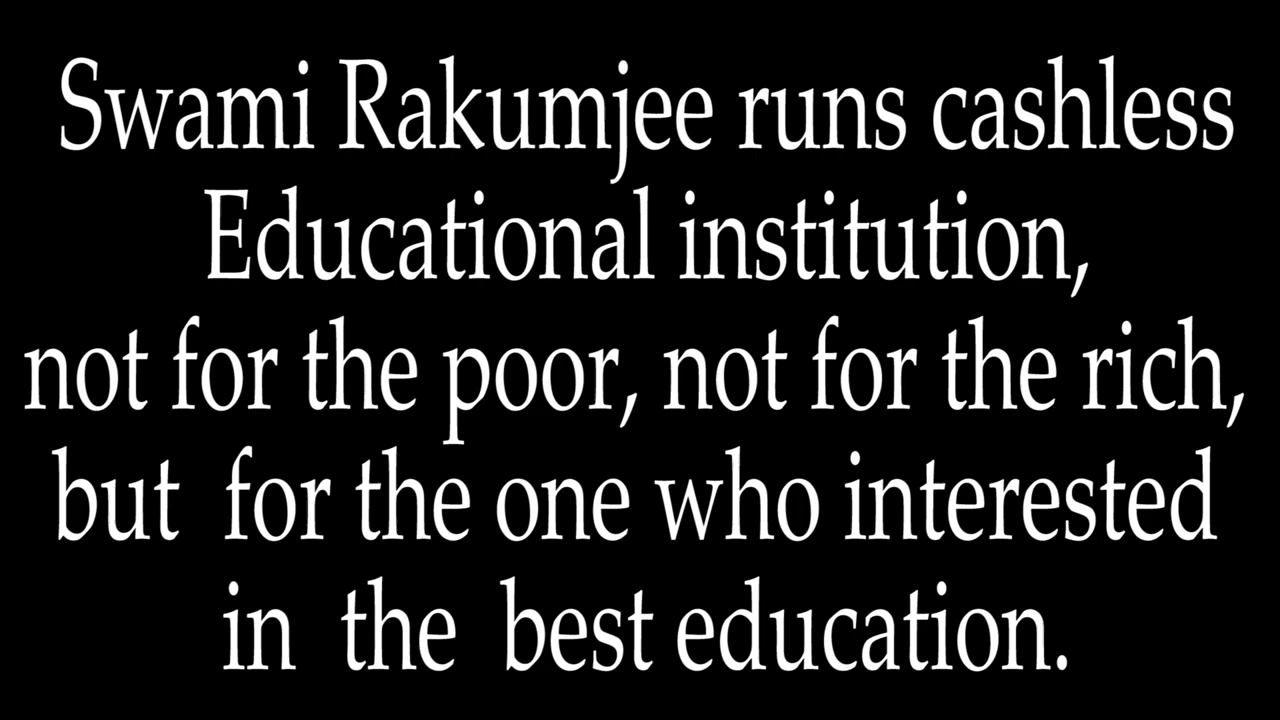 Swami Rakumjee runs cashless
Educational institution,
not for the poor, not for the rich,
but for the one who interested
in the best education.